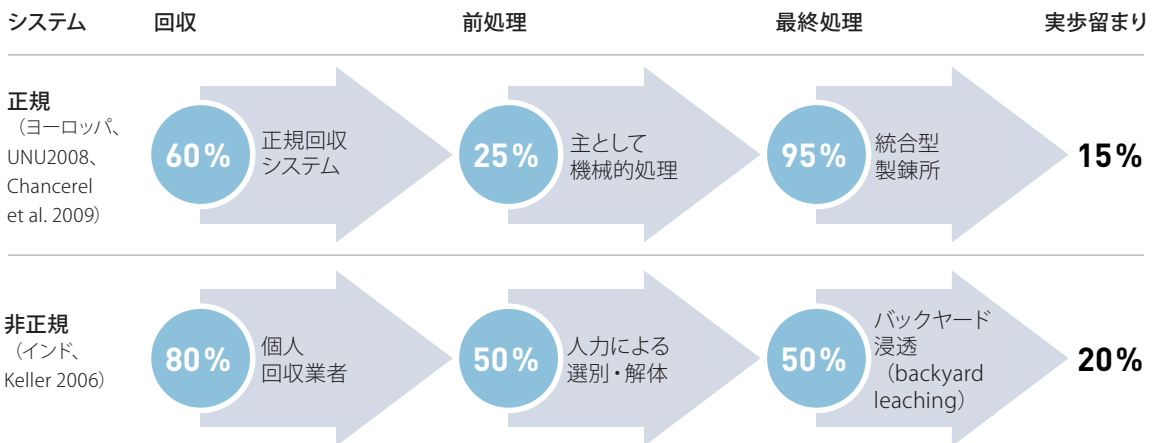 システム 回収 前処理 最終処理 実歩留まり
正規
（ヨーロッパ、
UNU2008、
Chancerel
et al. 2009）
60%
正規回収
システム
25%
主として
機械的処理
95%
統合型
製錬所
15%
非正規
（インド、
Keller 2006）
80%
個人
回収業者
50%
人力による
選別・解体
50%
バックヤード
浸透
（backyard
leaching）
20%